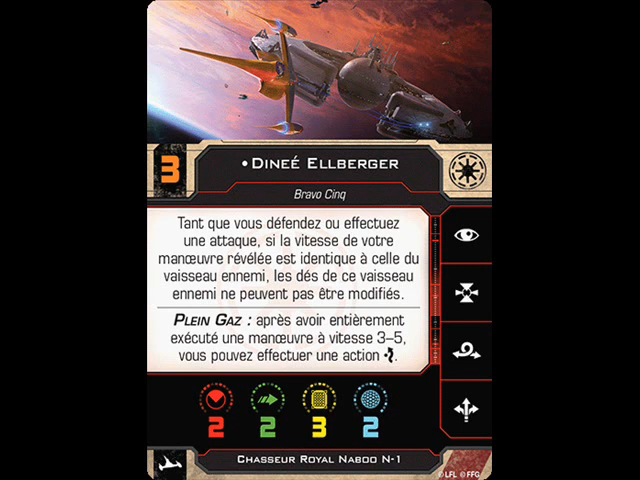 3
•Dineé Ellberger
Bravo Cinq
Tant que vous défendez ou effectuez
une attaque, si la vitesse de votre
manœuvre révélée est identique à celle du
vaisseau ennemi, les dés de ce vaisseau
ennemi ne peuvent pas être modifiés.
Plein Gaz : après avoir entièrement
exécuté une manœuvre à vitesse 3–5,
vous pouvez effectuer une action .
2 2 3 2
Chasseur Royal Naboo N-1
©LFL ©FFG